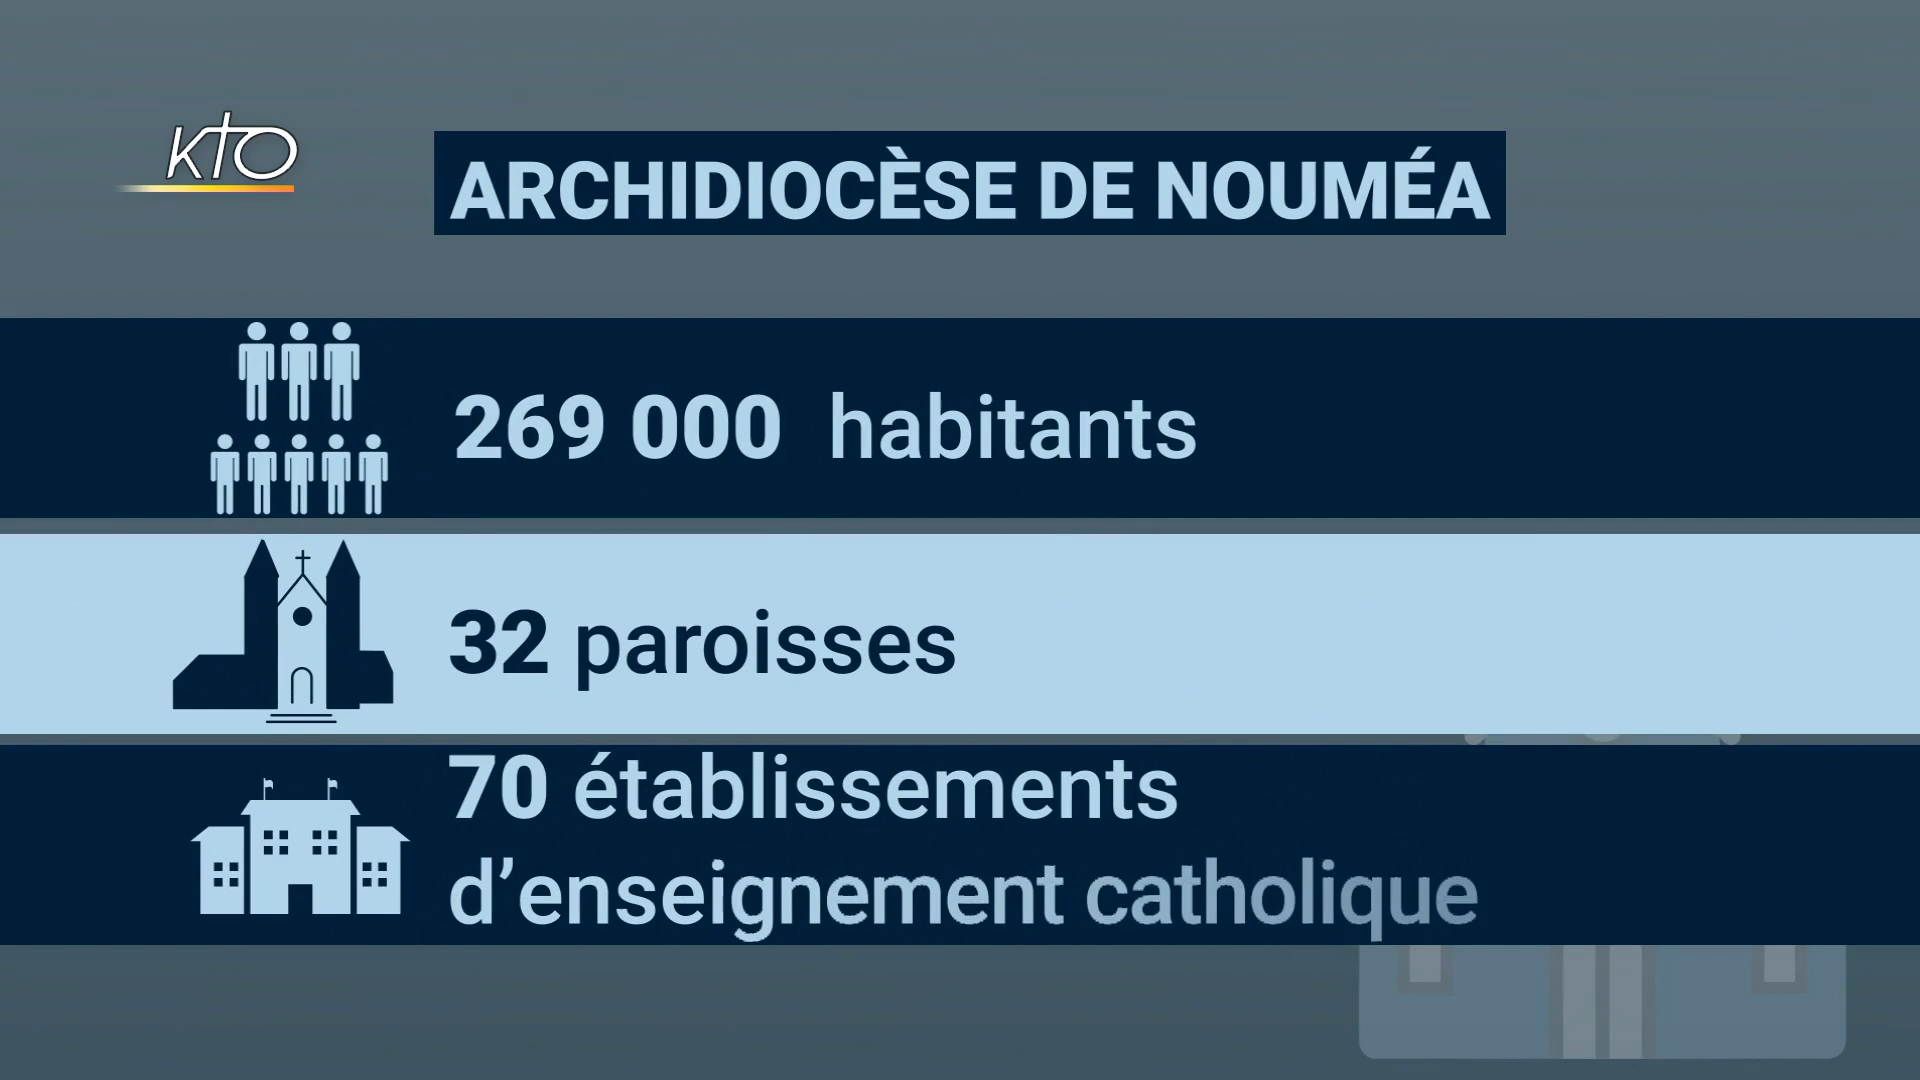 KTO
ARCHIDIOCÈSE DE NOUMÉA
269 000 habitants
32 paroisses
70 établissements
d’enseignement catholique